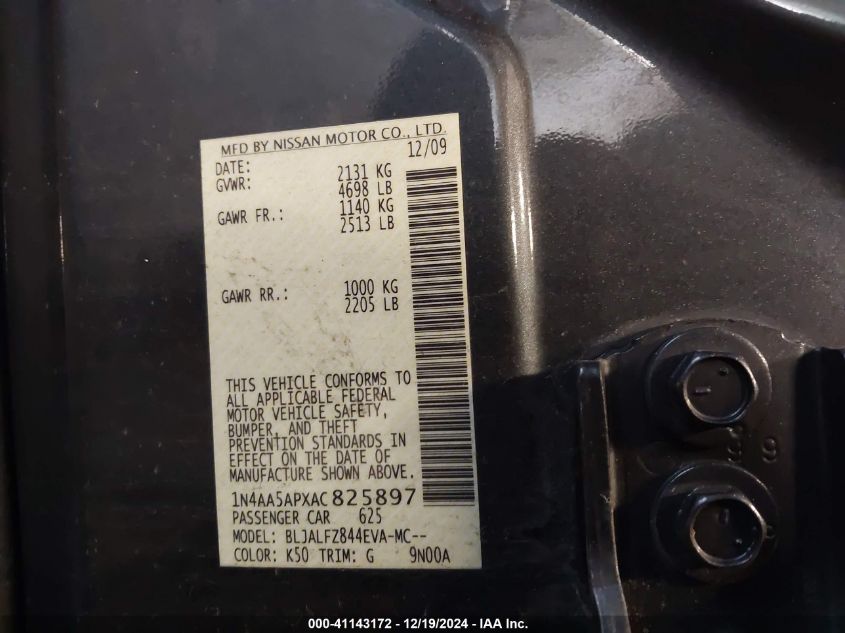 MFD BY NISSAN MOTOR CO., LTD.
DATE: 12/09
GVWR: 2131 KG
4698 LB
GAWR FR.: 1140 KG
2513 LB
GAWR RR.: 1000 KG
2205 LB
THIS VEHICLE CONFORMS TO
ALL APPLICABLE FEDERAL
MOTOR VEHICLE SAFETY,
BUMPER, AND THEFT
PREVENTION STANDARDS IN
EFFECT ON THE DATE OF
MANUFACTURE SHOWN ABOVE.
1N4AA5APXAC825897
PASSENGER CAR 625
MODEL: BLJALFZ844EVA-MC--
COLOR: K50 TRIM: G 9N00A
000-41143172 - 12/19/2024 - IAA Inc.